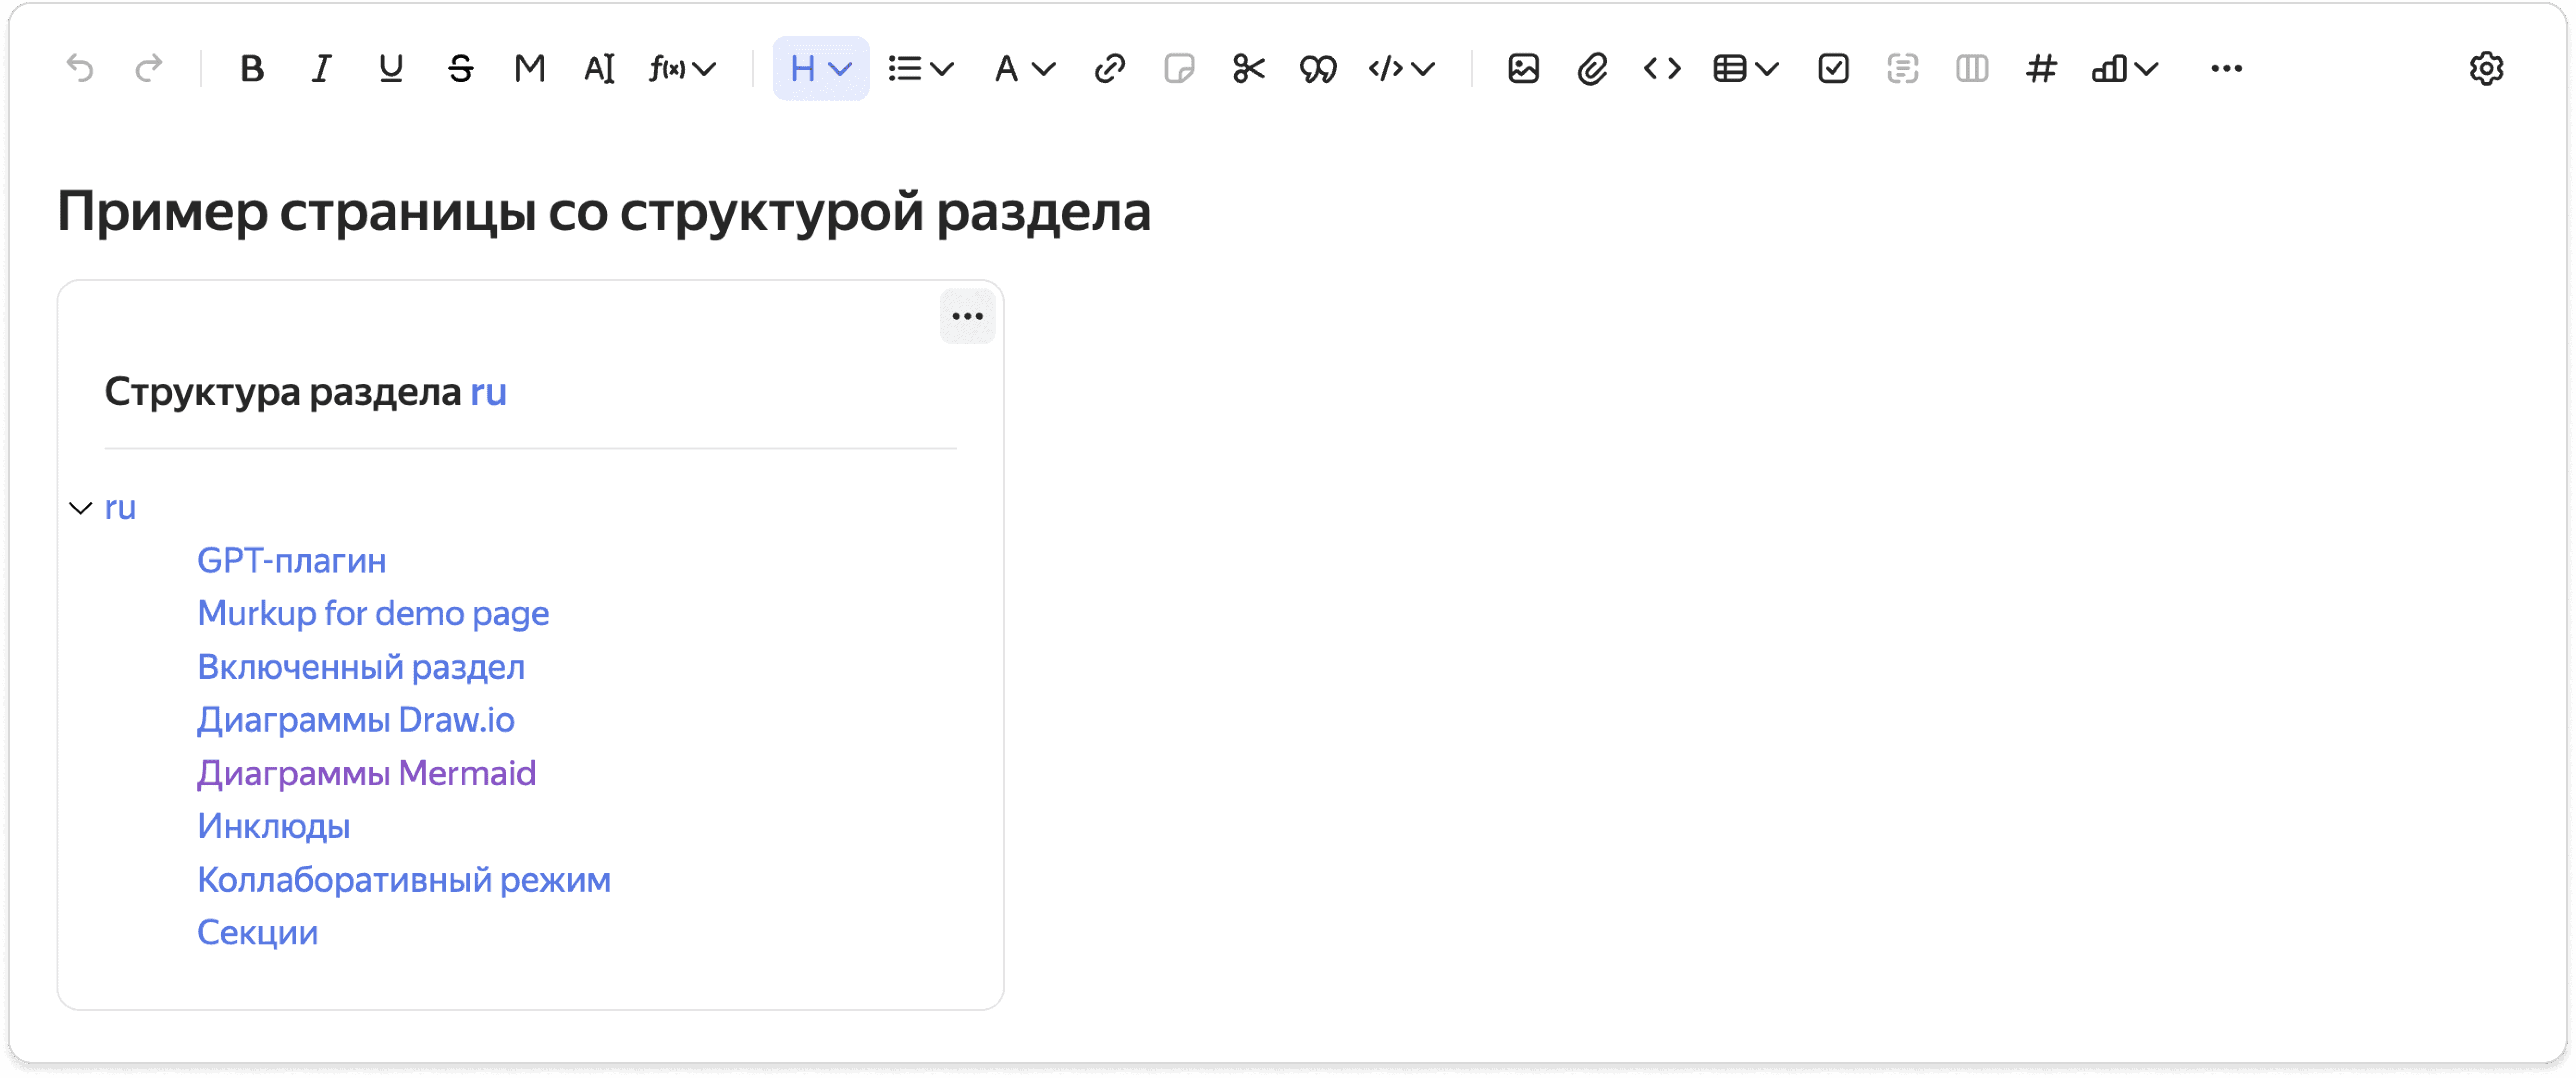 B I U S M AI f(x) H A </> <> #
Пример страницы со структурой раздела
Структура раздела ru
ru
GPT-плагин
Murkup for demo page
Включенный раздел
Диаграммы Draw.io
Диаграммы Mermaid
Инклюды
Коллаборативный режим
Секции